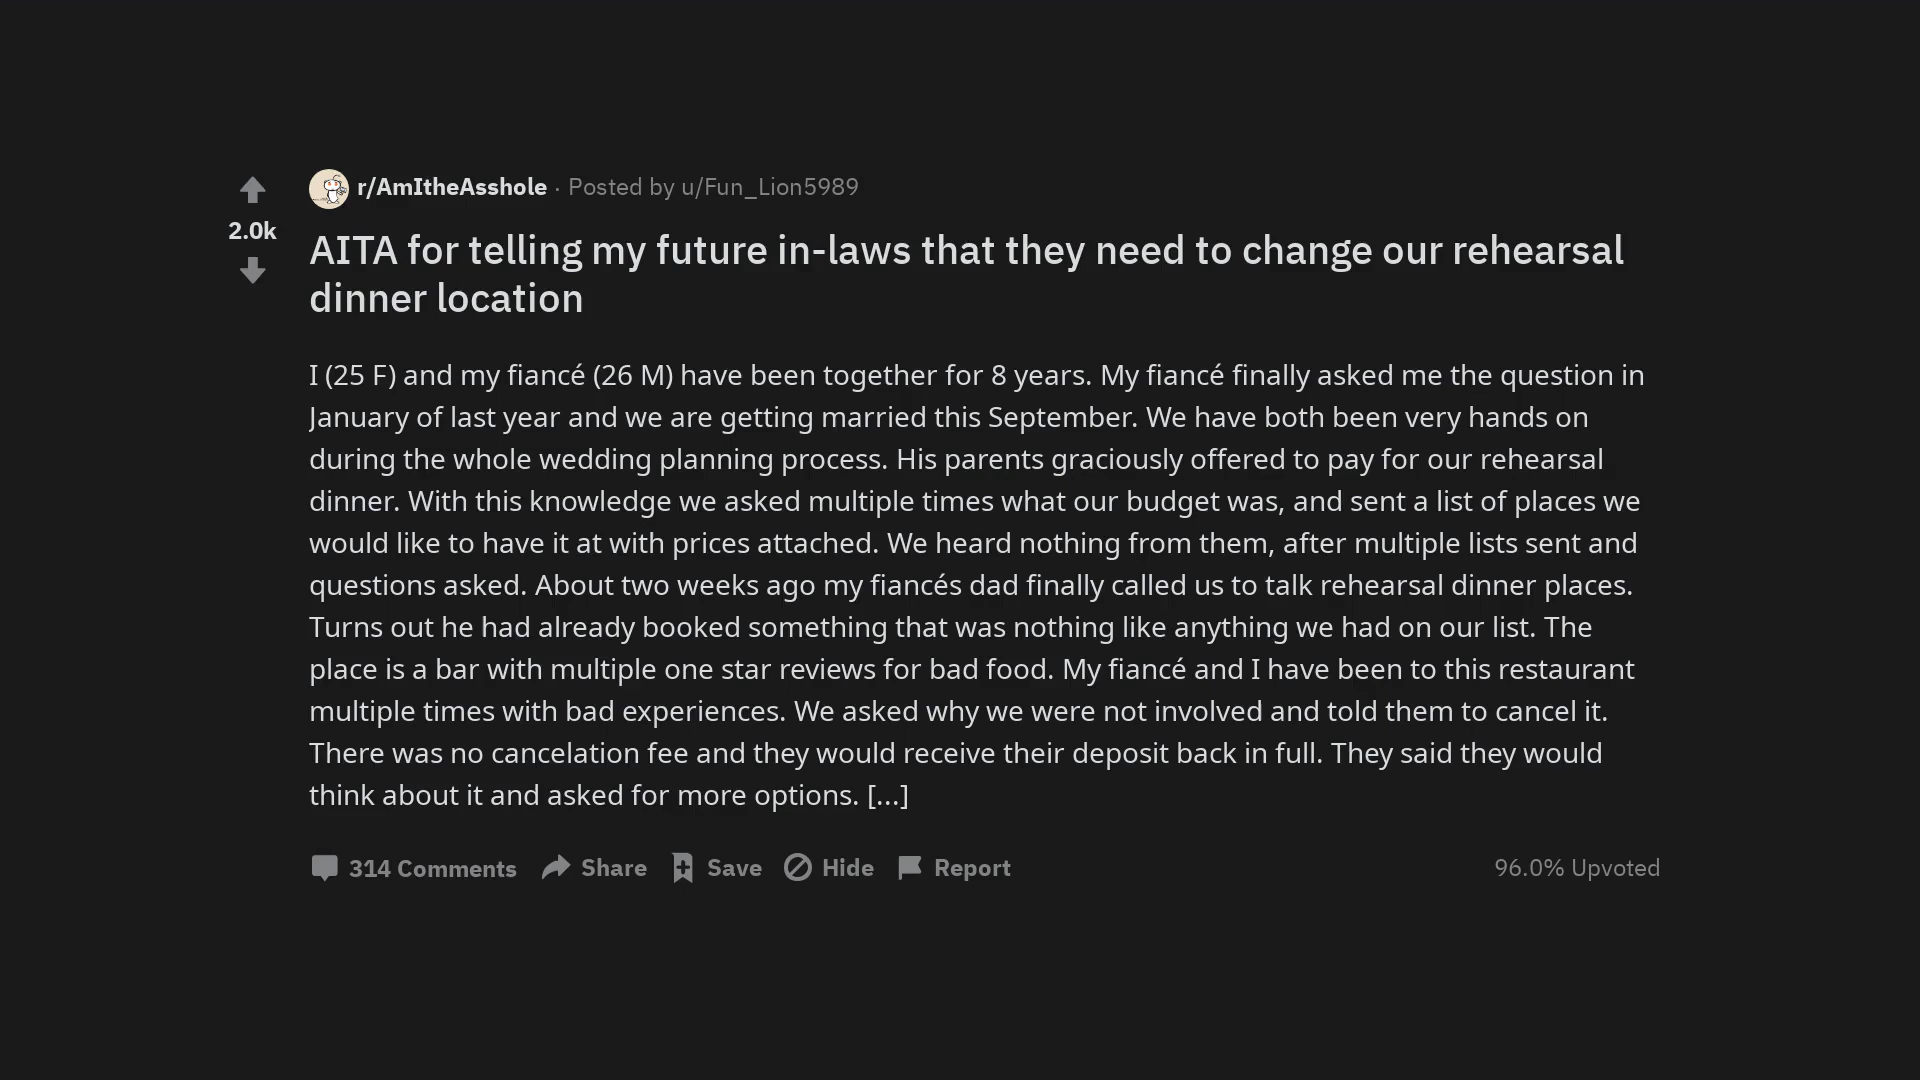 r/AmItheAsshole · Posted by u/Fun_Lion5989
2.0k
AITA for telling my future in-laws that they need to change our rehearsal
dinner location
I (25 F) and my fiancé (26 M) have been together for 8 years. My fiancé finally asked me the question in
January of last year and we are getting married this September. We have both been very hands on
during the whole wedding planning process. His parents graciously offered to pay for our rehearsal
dinner. With this knowledge we asked multiple times what our budget was, and sent a list of places we
would like to have it at with prices attached. We heard nothing from them, after multiple lists sent and
questions asked. About two weeks ago my fiancés dad finally called us to talk rehearsal dinner places.
Turns out he had already booked something that was nothing like anything we had on our list. The
place is a bar with multiple one star reviews for bad food. My fiancé and I have been to this restaurant
multiple times with bad experiences. We asked why we were not involved and told them to cancel it.
There was no cancelation fee and they would receive their deposit back in full. They said they would
think about it and asked for more options. [...]
314 Comments Share Save Hide Report 96.0% Upvoted